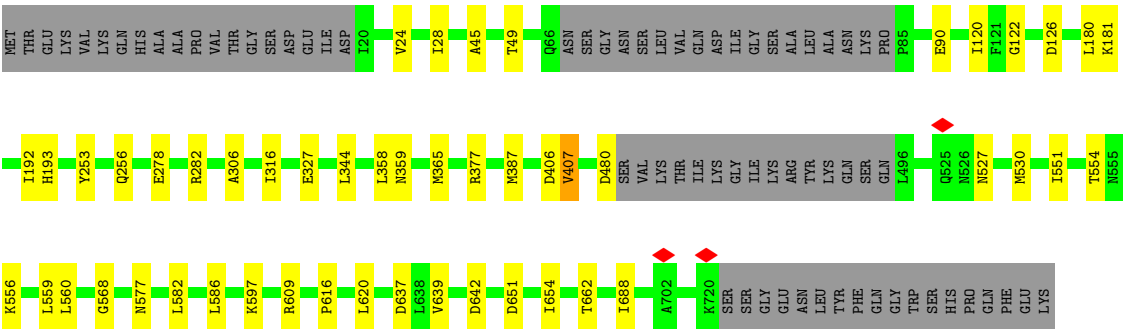 MET THR GLU LYS VAL LYS GLN HIS ALA ALA PRO VAL THR GLY SER ASP GLU ILE ASP I20 V24 I28 A45 T49 Q66 ASN SER GLY ASN SER LEU VAL GLN ASP ILE GLY SER ALA LEU ALA ASN LYS PRO P85 E90 I120 F121 G122 D126 L180 K181
I192 H193 Y253 Q256 E278 R282 A306 I316 E327 L344 L358 N359 M365 R377 M387 D406 V407 D480 SER VAL LYS THR ILE LYS GLY ILE LYS ARG TYR LYS GLN SER GLN L496 Q525 N526 N527 M530 I551 T554 N555
K556 L559 L560 G568 N577 L582 L586 K597 R609 P616 L620 D637 L638 V639 D642 D651 I654 T662 I688 A702 K720 SER SER GLY GLU ASN LEU TYR PHE GLN GLY TRP SER HIS PRO GLN PHE GLU LYS